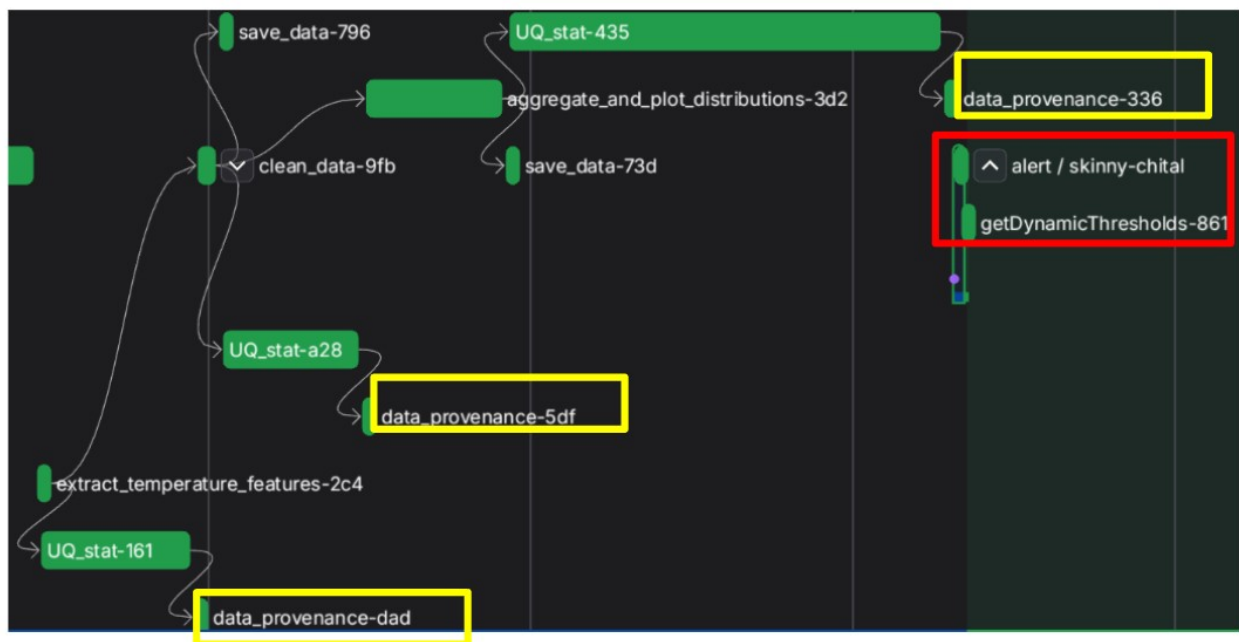 save_data-796
UQ_stat-435
aggregate_and_plot_distributions-3d2
data_provenance-336
clean_data-9fb
save_data-73d
alert / skinny-chital
getDynamicThresholds-861
UQ_stat-a28
data_provenance-5df
extract_temperature_features-2c4
UQ_stat-161
data_provenance-dad